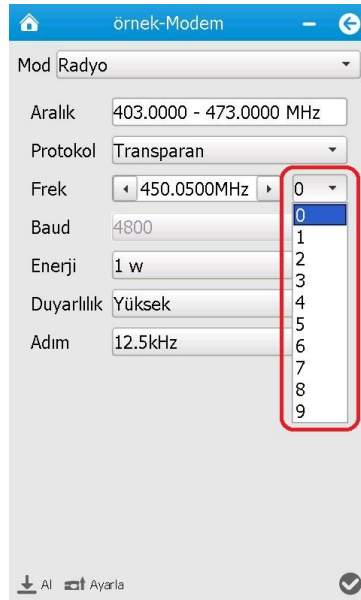 örnek-Modem
Mod Radyo
Aralık 403.0000 - 473.0000 MHz
Protokol Transparan
Frek 450.0500MHz 0
0
Baud 4800
1
2
Enerji 1 w
3
Duyarlılık Yüksek
4
5
Adım 12.5kHz
6
7
8
9
Al Ayarla